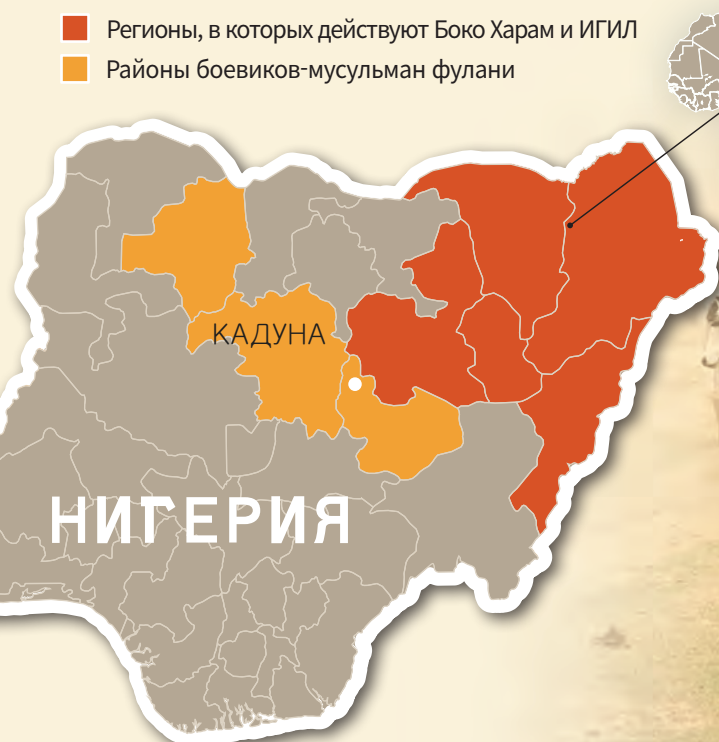 Регионы, в которых действуют Боко Харам и ИГИЛ
Районы боевиков-мусульман фулани
КАДУНА
НИГЕРИЯ